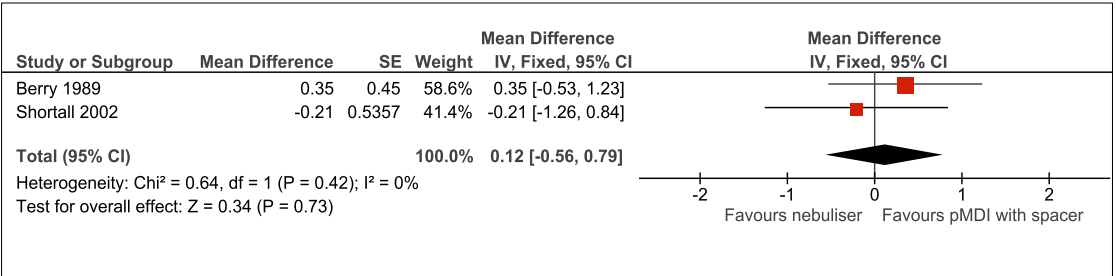 Mean Difference Mean Difference
Study or Subgroup Mean Difference SE Weight IV, Fixed, 95% CI IV, Fixed, 95% CI
Berry 1989 0.35 0.45 58.6% 0.35 [-0.53, 1.23]
Shortall 2002 -0.21 0.5357 41.4% -0.21 [-1.26, 0.84]
Total (95% CI) 100.0% 0.12 [-0.56, 0.79]
Heterogeneity: Chi² = 0.64, df = 1 (P = 0.42); I² = 0%
Test for overall effect: Z = 0.34 (P = 0.73)
-2 -1 0 1 2
Favours nebuliser Favours pMDI with spacer